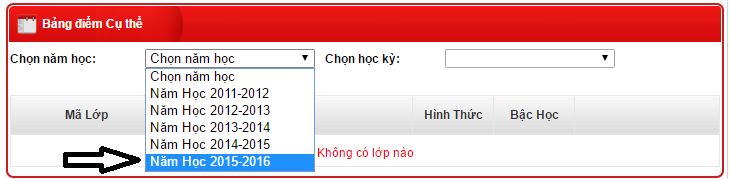 Bảng điểm Cụ thể
Chọn năm học: Chọn năm học Chọn học kỳ:
Chọn năm học
Năm Học 2011-2012
Năm Học 2012-2013
Năm Học 2013-2014
Năm Học 2014-2015
Năm Học 2015-2016
Mã Lớp Hình Thức Bậc Học
Không có lớp nào